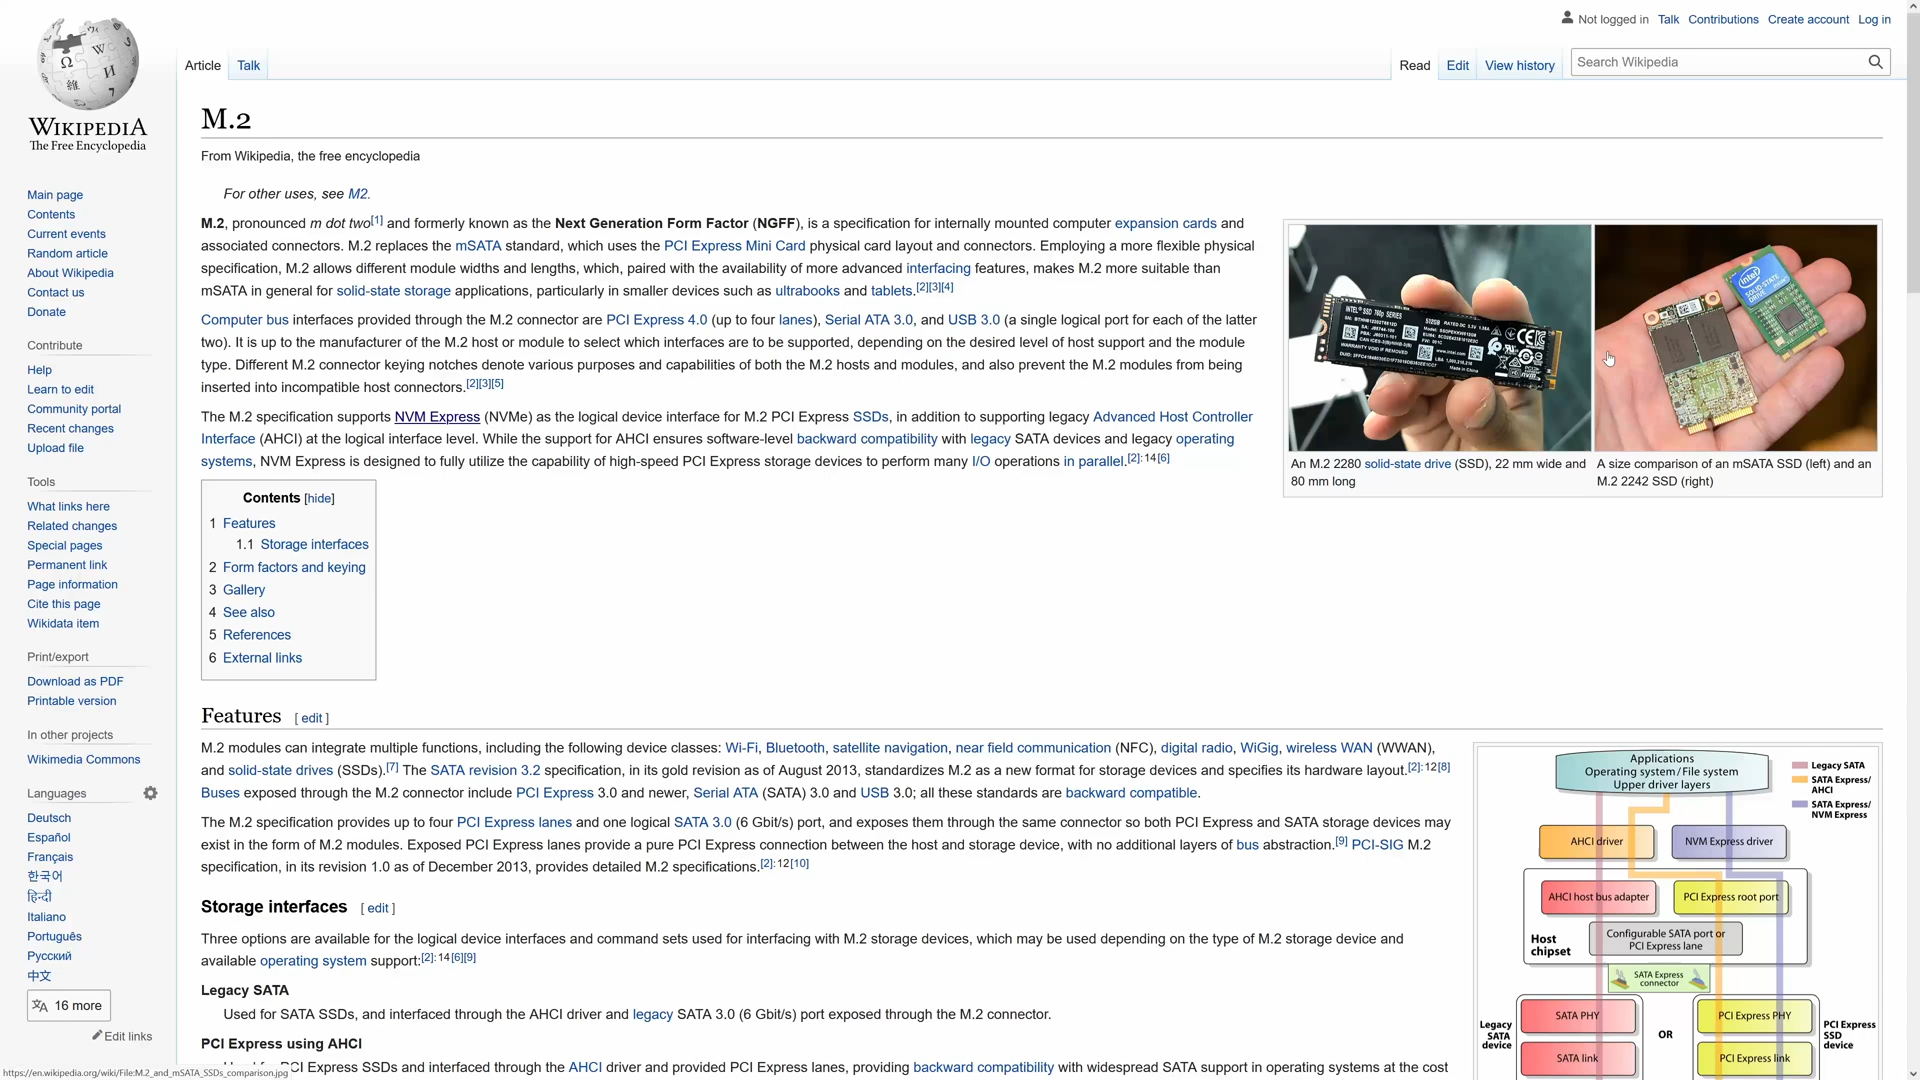 Not logged in Talk Contributions Create account Log in
Article Talk Read Edit View history Search Wikipedia
WIKIPEDIA
The Free Encyclopedia
Main page
Contents
Current events
Random article
About Wikipedia
Contact us
Donate
Contribute
Help
Learn to edit
Community portal
Recent changes
Upload file
Tools
What links here
Related changes
Special pages
Permanent link
Page information
Cite this page
Wikidata item
Print/export
Download as PDF
Printable version
In other projects
Wikimedia Commons
Languages
Deutsch
Español
Français
한국어
हिन्दी
Italiano
Português
Русский
中文
16 more
Edit links
M.2
From Wikipedia, the free encyclopedia
For other uses, see M2.
M.2, pronounced m dot two[1] and formerly known as the Next Generation Form Factor (NGFF), is a specification for internally mounted computer expansion cards and
associated connectors. M.2 replaces the mSATA standard, which uses the PCI Express Mini Card physical card layout and connectors. Employing a more flexible physical
specification, M.2 allows different module widths and lengths, which, paired with the availability of more advanced interfacing features, makes M.2 more suitable than
mSATA in general for solid-state storage applications, particularly in smaller devices such as ultrabooks and tablets.[2][3][4]
Computer bus interfaces provided through the M.2 connector are PCI Express 4.0 (up to four lanes), Serial ATA 3.0, and USB 3.0 (a single logical port for each of the latter
two). It is up to the manufacturer of the M.2 host or module to select which interfaces are to be supported, depending on the desired level of host support and the module
type. Different M.2 connector keying notches denote various purposes and capabilities of both the M.2 hosts and modules, and also prevent the M.2 modules from being
inserted into incompatible host connectors.[2][3][5]
The M.2 specification supports NVM Express (NVMe) as the logical device interface for M.2 PCI Express SSDs, in addition to supporting legacy Advanced Host Controller
Interface (AHCI) at the logical interface level. While the support for AHCI ensures software-level backward compatibility with legacy SATA devices and legacy operating
systems, NVM Express is designed to fully utilize the capability of high-speed PCI Express storage devices to perform many I/O operations in parallel.[2]:14[6]
INTEL® SSD 760p SERIES
512GB
intel
SOLID-STATE
DRIVE
An M.2 2280 solid-state drive (SSD), 22 mm wide and
80 mm long
A size comparison of an mSATA SSD (left) and an
M.2 2242 SSD (right)
Contents [hide]
1 Features
1.1 Storage interfaces
2 Form factors and keying
3 Gallery
4 See also
5 References
6 External links
Features [ edit ]
M.2 modules can integrate multiple functions, including the following device classes: Wi-Fi, Bluetooth, satellite navigation, near field communication (NFC), digital radio, WiGig, wireless WAN (WWAN),
and solid-state drives (SSDs).[7] The SATA revision 3.2 specification, in its gold revision as of August 2013, standardizes M.2 as a new format for storage devices and specifies its hardware layout.[2]:12[8]
Buses exposed through the M.2 connector include PCI Express 3.0 and newer, Serial ATA (SATA) 3.0 and USB 3.0; all these standards are backward compatible.
The M.2 specification provides up to four PCI Express lanes and one logical SATA 3.0 (6 Gbit/s) port, and exposes them through the same connector so both PCI Express and SATA storage devices may
exist in the form of M.2 modules. Exposed PCI Express lanes provide a pure PCI Express connection between the host and storage device, with no additional layers of bus abstraction.[9] PCI-SIG M.2
specification, in its revision 1.0 as of December 2013, provides detailed M.2 specifications.[2]:12[10]
Storage interfaces [ edit ]
Three options are available for the logical device interfaces and command sets used for interfacing with M.2 storage devices, which may be used depending on the type of M.2 storage device and
available operating system support:[2]:14[6][9]
Legacy SATA
Used for SATA SSDs, and interfaced through the AHCI driver and legacy SATA 3.0 (6 Gbit/s) port exposed through the M.2 connector.
PCI Express using AHCI
CI Express SSDs and interfaced through the AHCI driver and provided PCI Express lanes, providing backward compatibility with widespread SATA support in operating systems at the cost
Applications
Operating system/File system
Upper driver layers
Legacy SATA
SATA Express/
AHCI
SATA Express/
NVM Express
AHCI driver
NVM Express driver
AHCI host bus adapter
PCI Express root port
Configurable SATA port or
PCI Express lane
Host
chipset
SATA Express
connector
SATA PHY
PCI Express PHY
Legacy
SATA
device
OR
PCI Express
SSD
device
SATA link
PCI Express link
https://en.wikipedia.org/wiki/File:M.2_and_mSATA_SSDs_comparison.jpg